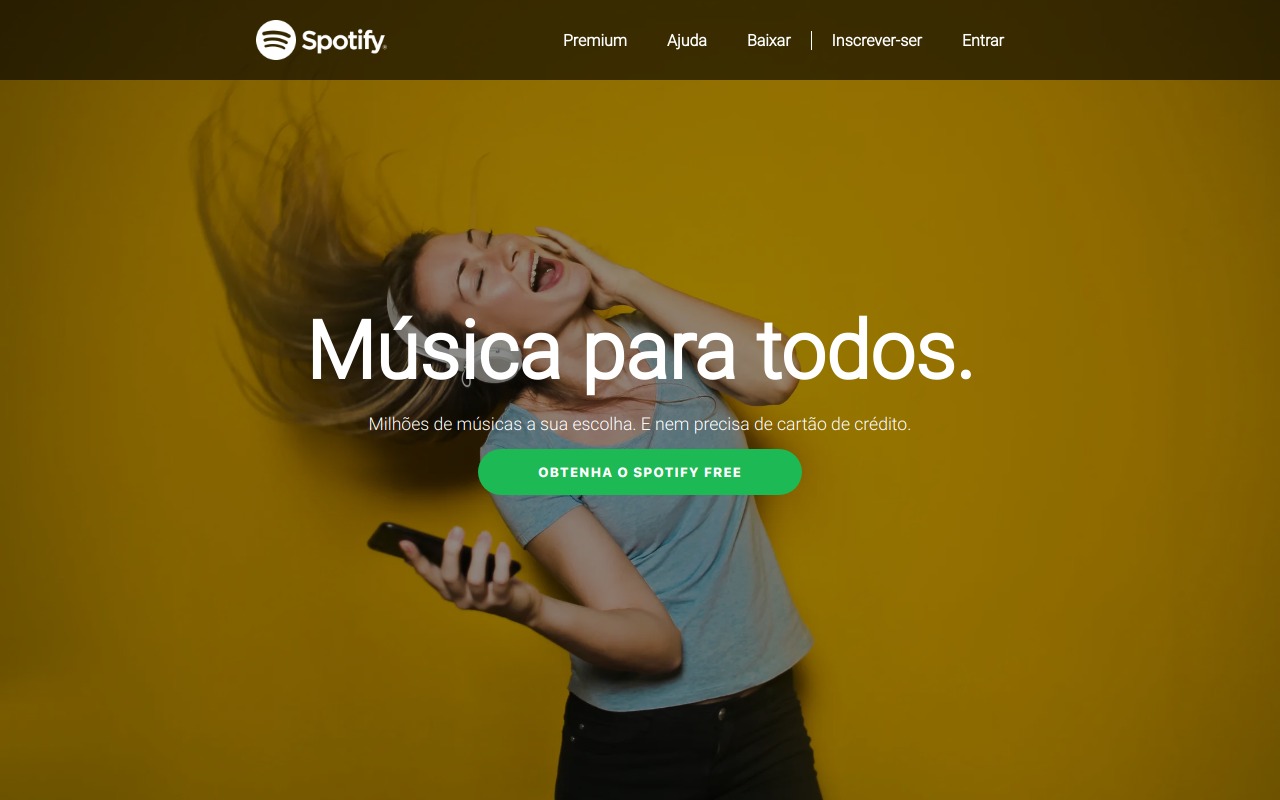 Spotify
Premium Ajuda Baixar Inscrever-ser Entrar
Música para todos.
Milhões de músicas a sua escolha. E nem precisa de cartão de crédito.
OBTENHA O SPOTIFY FREE